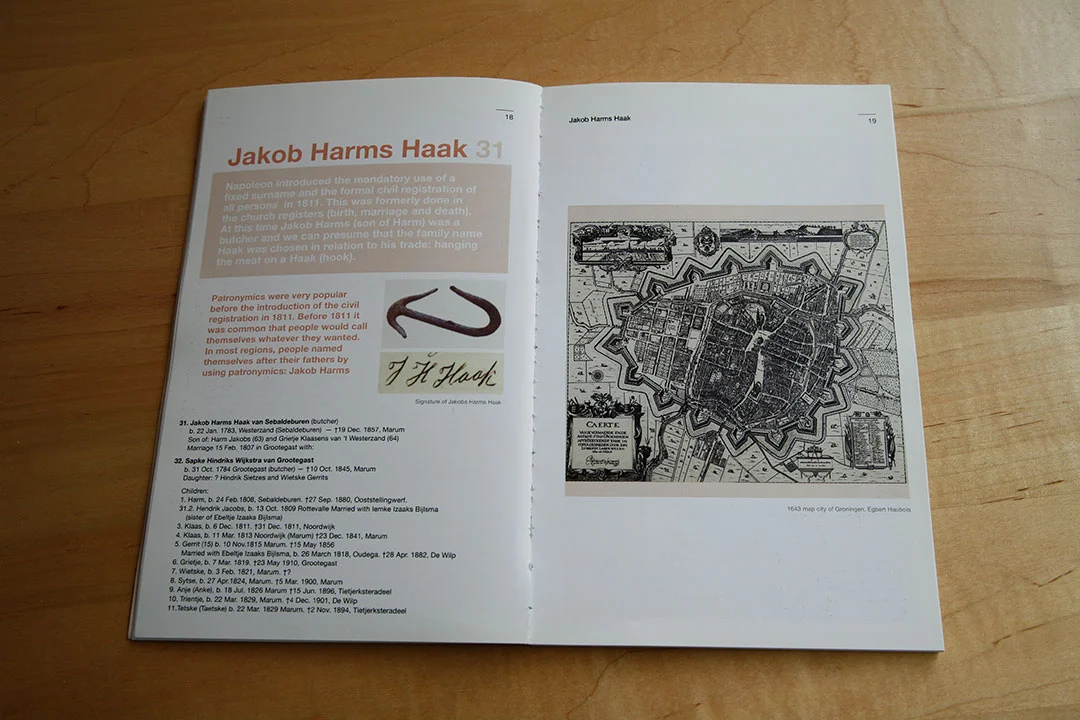 18
Jakob Harms Haak 31
Napoleon introduced the mandatory use of a
fixed surname and the formal civil registration of
all persons in 1811. This was formerly done in
the church registers (birth, marriage and death).
At this time Jakob Harms (son of Harm) was a
butcher and we can presume that the family name
Haak was chosen in relation to his trade: hanging
the meat on a Haak (hook).
Patronymics were very popular
before the introduction of the civil
registration in 1811. Before 1811 it
was common that people would call
themselves whatever they wanted.
In most regions, people named
themselves after their fathers by
using patronymics: Jakob Harms
J H Haak
Signature of Jakobs Harms Haak
31. Jakob Harms Haak van Sebaldeburen (butcher)
b. 22 Jan. 1783, Westerzand (Sebaldeburen) — †19 Dec. 1857, Marum
Son of: Harm Jakobs (63) and Grietje Klaasens van 't Westerzand (64)
Marriage 15 Feb. 1807 in Grootegast with:
32. Sapke Hindriks Wijkstra van Grootegast
b. 31 Oct. 1784 Grootegast (butcher) — †10 Oct. 1845, Marum
Daughter: ? Hindrik Sietzes and Wietske Gerrits
Children:
1. Harm, b. 24 Feb.1808, Sebaldeburen. †27 Sep. 1880, Ooststellingwerf.
31.2. Hendrik Jacobs, b. 13 Oct. 1809 Rottevalle Married with Iemke Izaaks Bijlsma
(sister of Ebeltje Izaaks Bijlsma)
3. Klaas, b. 6 Dec. 1811. †31 Dec. 1811, Noordwijk
4. Klaas, b. 11 Mar. 1813 Noordwijk (Marum) †23 Dec. 1841, Marum
5. Gerrit (15) b. 10 Nov.1815 Marum. †15 May 1856
Married with Ebeltje Izaaks Bijlsma, b. 26 March 1818, Oudega. †28 Apr. 1882, De Wilp
6. Grietje, b. 7 Mar. 1819. †23 May 1910, Grootegast
7. Wietske, b. 3 Feb. 1821, Marum. †?
8. Sytse, b. 27 Apr.1824, Marum. †5 Mar. 1900, Marum
9. Anje (Anke), b. 18 Jul. 1826 Marum †15 Jun. 1896, Tietjerksteradeel
10. Trientje, b. 22 Mar. 1829, Marum. †4 Dec. 1901, De Wilp
11.Tetske (Taetske) b. 22 Mar. 1829 Marum. †2 Nov. 1894, Tietjerksteradeel
Jakob Harms Haak
19
CAERTE
1643 map city of Groningen. Egbert Haubois